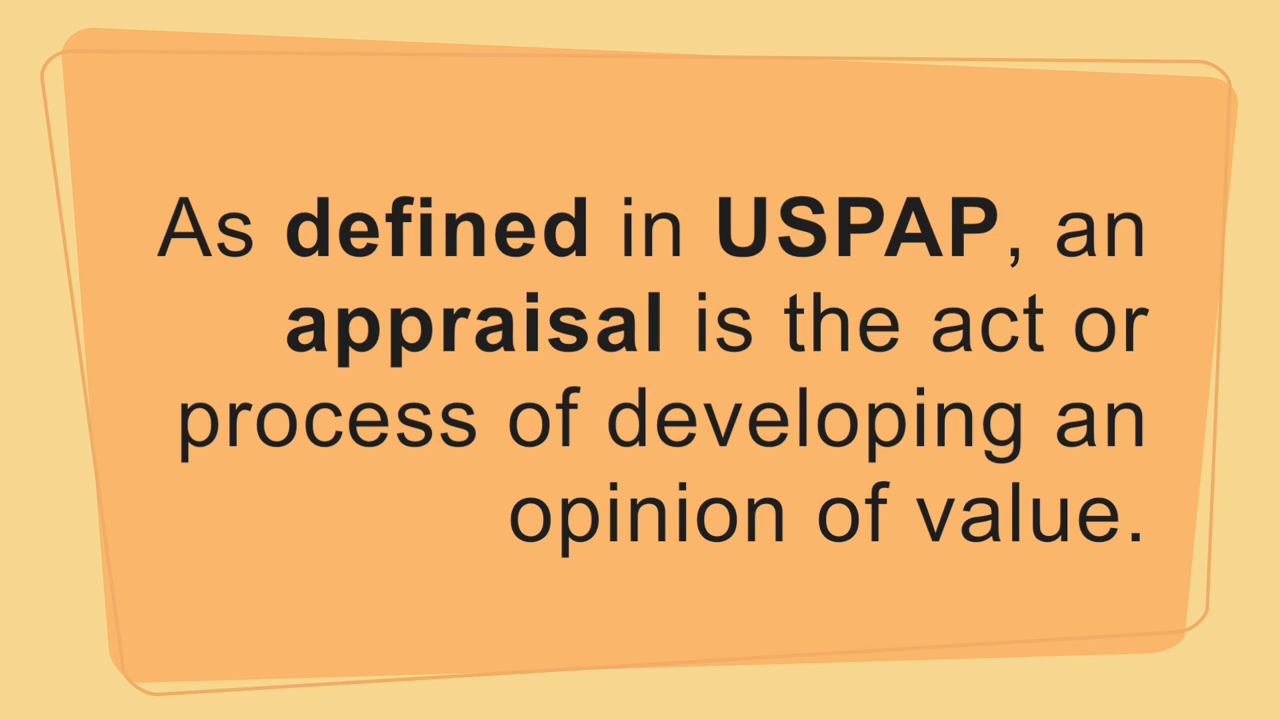 As defined in USPAP, an
appraisal is the act or
process of developing an
opinion of value.